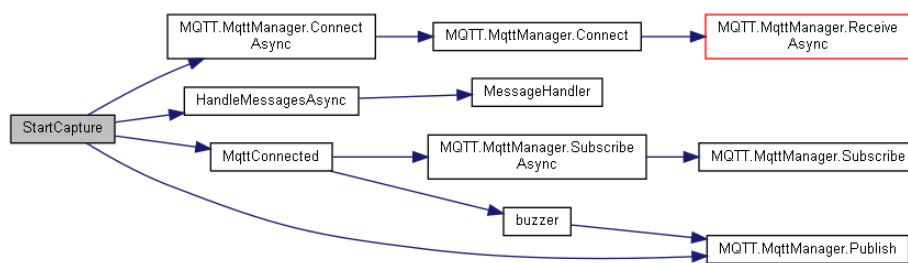 MQTT.MqttManager.Connect
Async
MQTT.MqttManager.Connect
MQTT.MqttManager.Receive
Async
HandleMessagesAsync
MessageHandler
StartCapture
MqttConnected
MQTT.MqttManager.Subscribe
Async
MQTT.MqttManager.Subscribe
buzzer
MQTT.MqttManager.Publish